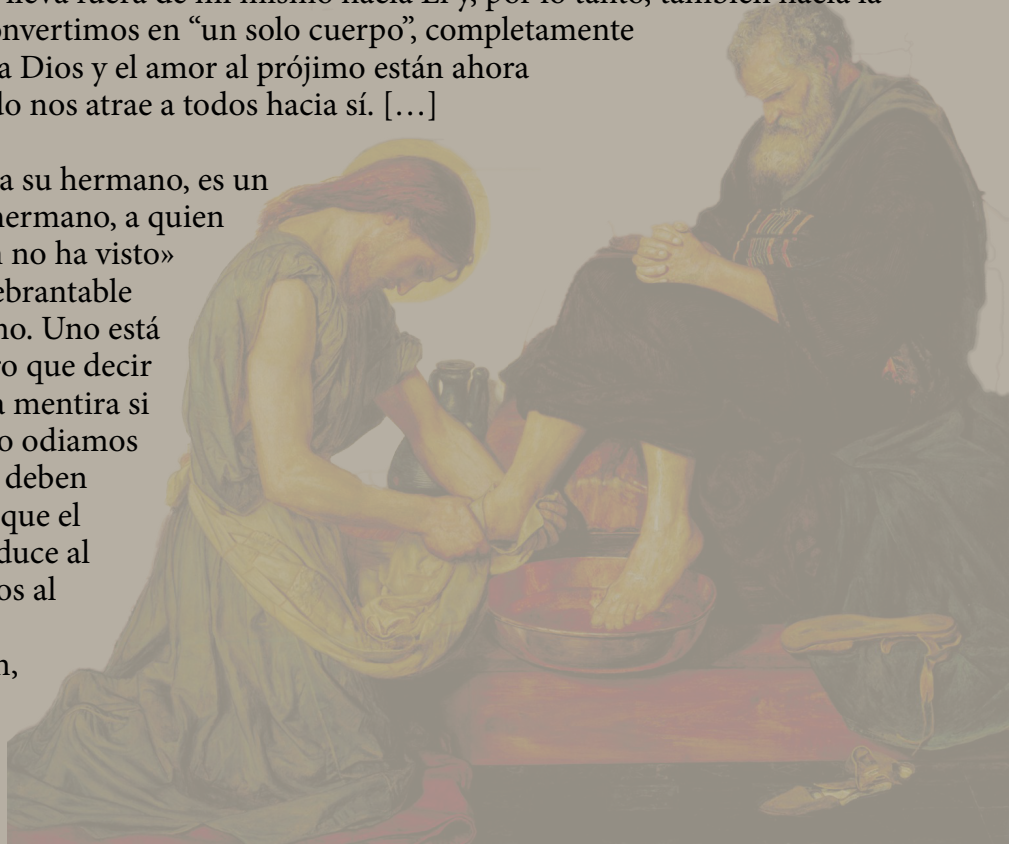 lleva fuera de mí mismo hacia Él y, por lo tanto, también hacia la
onvertimos en “un solo cuerpo”, completamente
a Dios y el amor al prójimo están ahora
do nos atrae a todos hacia sí. […]
a su hermano, es un
hermano, a quien
n no ha visto»
ebrantable
no. Uno está
ro que decir
a mentira si
o odiamos
deben
que el
duce al
os al
n,